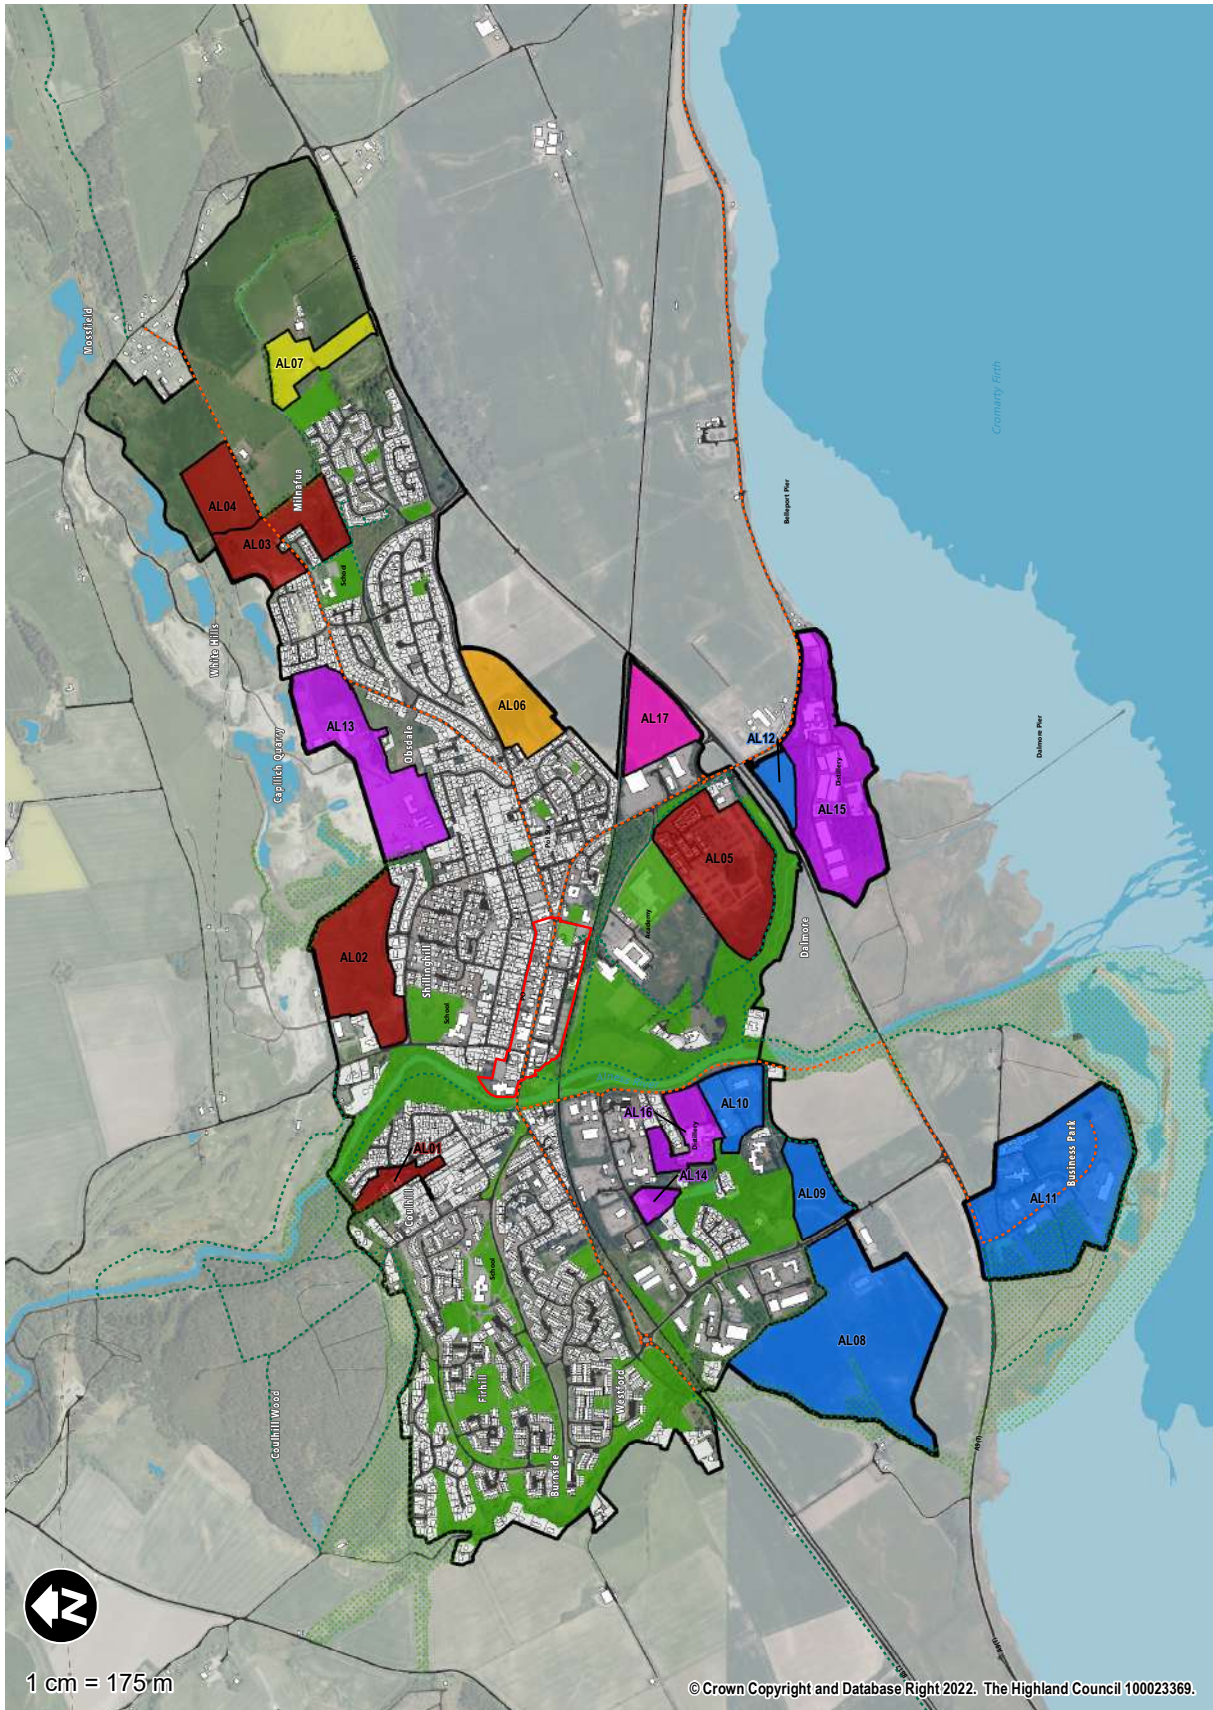 Mossfield
AL07
Cromarty Firth
Milnafua
AL04
AL03
Belleport Pier
School
White Hills
AL06
AL17
AL13
Obsdale
AL12
Dalmore Pier
Capllich Quarry
Distillery
AL15
AL05
Academy
Dalmore
AL02
Shillinghill
School
AL16
AL10
Distillery
AL01
Business Park
AL14
AL09
AL11
Coulhill
School
AL08
Firhill
Westford
Coulhill Wood
Burnside
A9(T)
N
1 cm = 175 m
© Crown Copyright and Database Right 2022. The Highland Council 100023369.